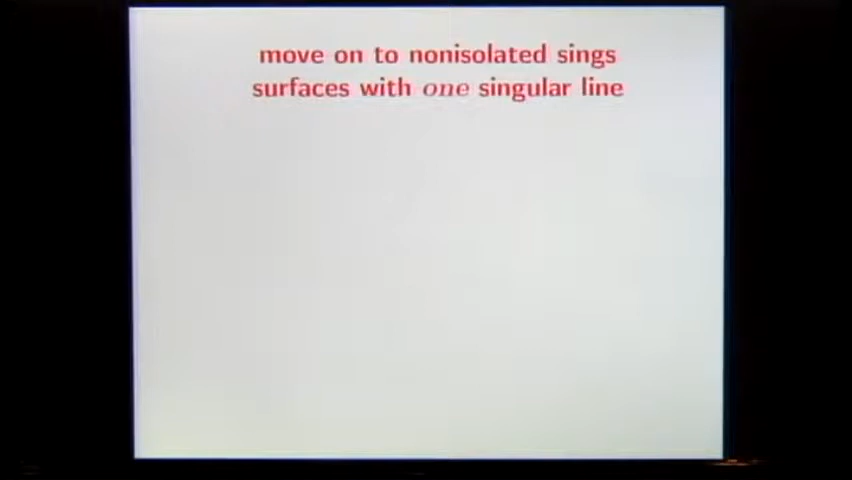 move on to nonisolated sings
surfaces with one singular line